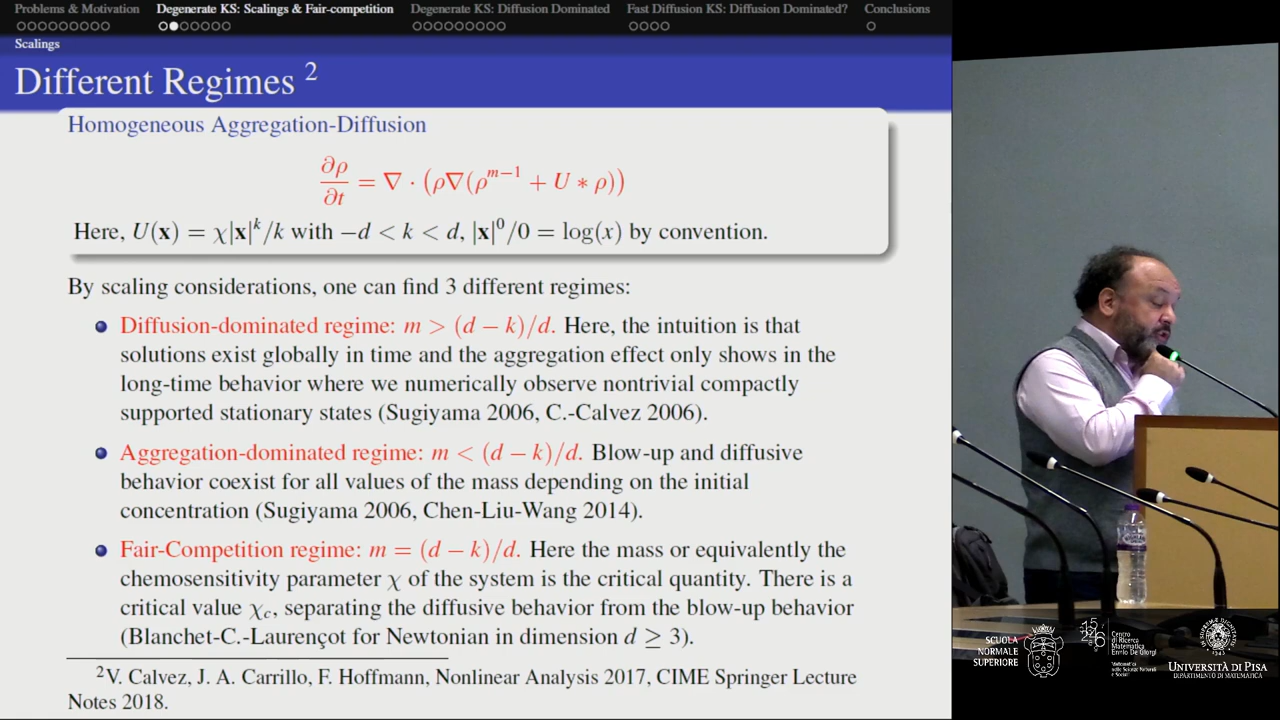 Problems & Motivation Degenerate KS: Scalings & Fair-competition Degenerate KS: Diffusion Dominated Fast Diffusion KS: Diffusion Dominated? Conclusions
Scalings
Different Regimes ²
Homogeneous Aggregation-Diffusion
∂ρ/∂t = ∇ · (ρ∇(ρ^{m−1} + U ∗ ρ))
Here, U(x) = χ|x|^k/k with −d < k < d, |x|^0/0 = log(x) by convention.
By scaling considerations, one can find 3 different regimes:
Diffusion-dominated regime: m > (d − k)/d. Here, the intuition is that
solutions exist globally in time and the aggregation effect only shows in the
long-time behavior where we numerically observe nontrivial compactly
supported stationary states (Sugiyama 2006, C.-Calvez 2006).
Aggregation-dominated regime: m < (d − k)/d. Blow-up and diffusive
behavior coexist for all values of the mass depending on the initial
concentration (Sugiyama 2006, Chen-Liu-Wang 2014).
Fair-Competition regime: m = (d − k)/d. Here the mass or equivalently the
chemosensitivity parameter χ of the system is the critical quantity. There is a
critical value χ_c, separating the diffusive behavior from the blow-up behavior
(Blanchet-C.-Laurençot for Newtonian in dimension d ≥ 3).
²V. Calvez, J. A. Carrillo, F. Hoffmann, Nonlinear Analysis 2017, CIME Springer Lecture
Notes 2018.
SCUOLA
NORMALE
SUPERIORE
Centro
di Ricerca
Matematica
Ennio De Giorgi
UNIVERSITÀ DI PISA
DIPARTIMENTO DI MATEMATICA